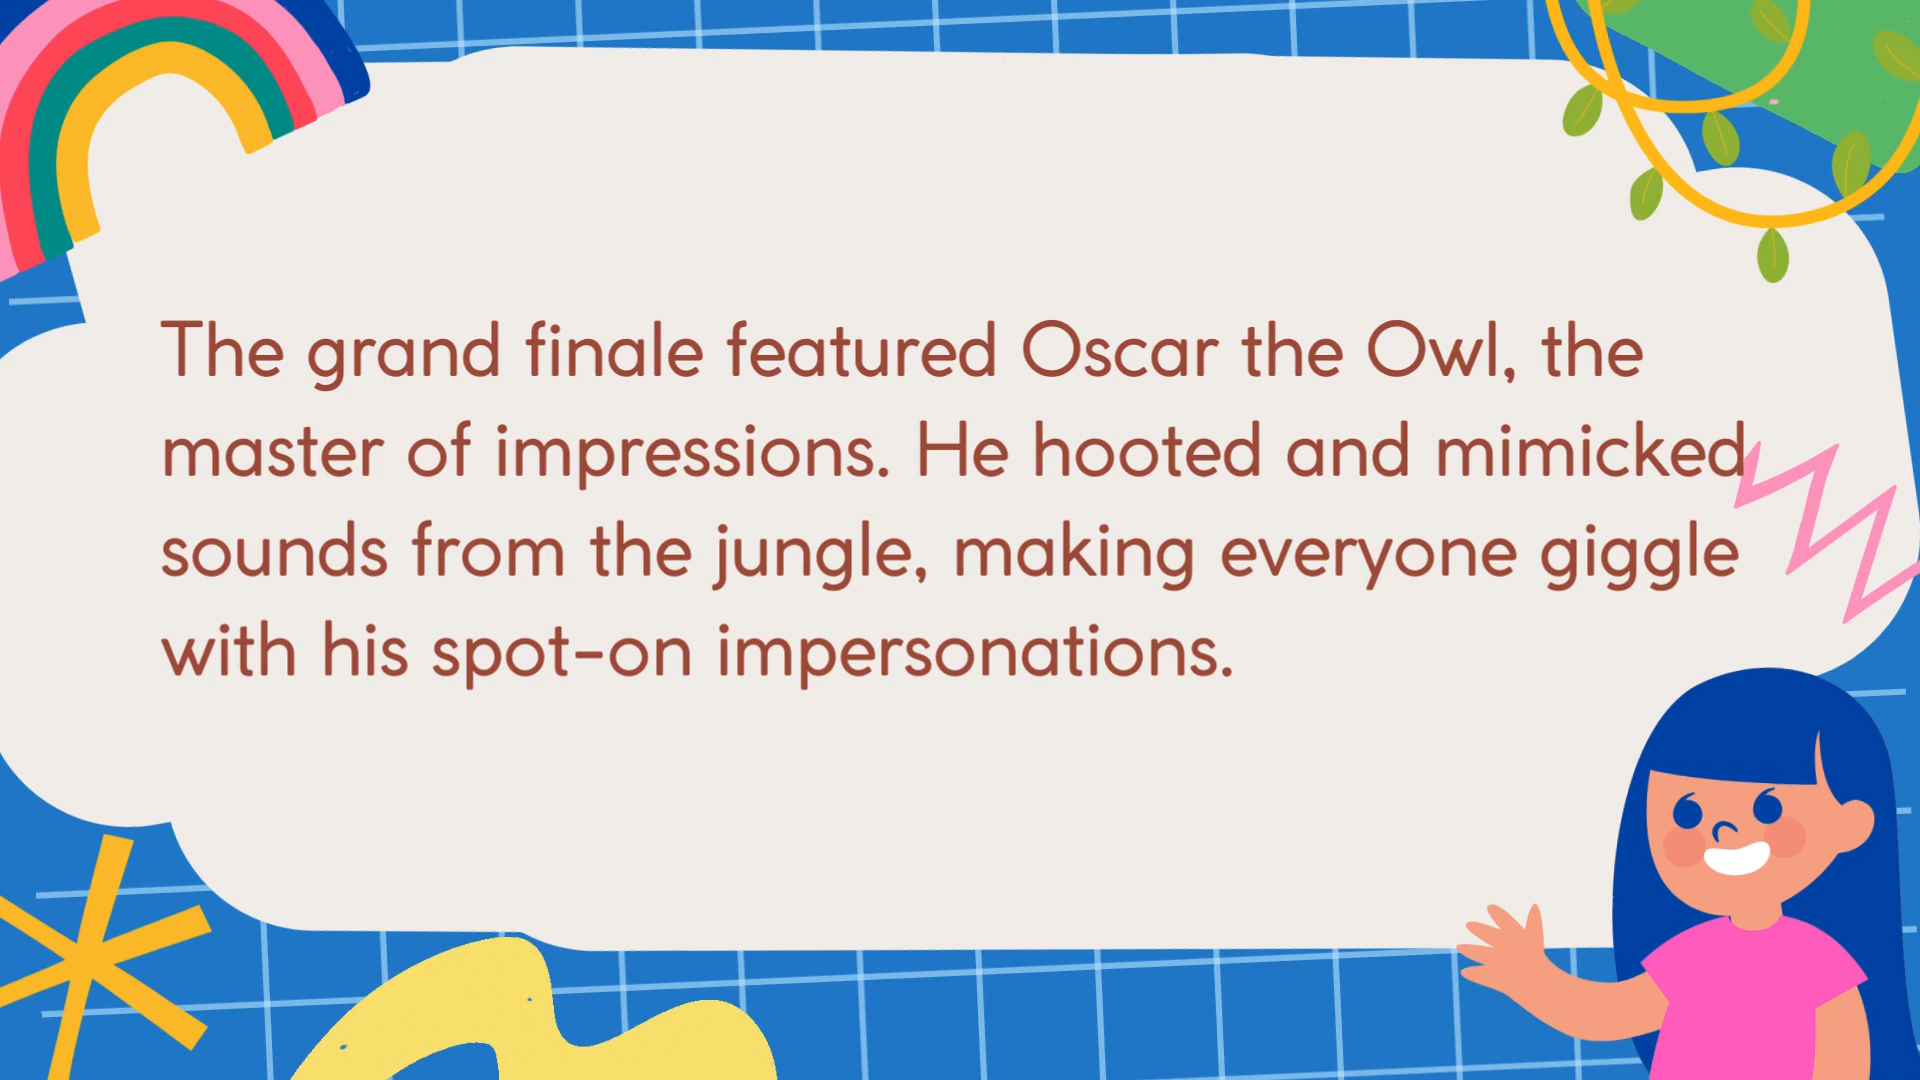 The grand finale featured Oscar the Owl, the
master of impressions. He hooted and mimicked
sounds from the jungle, making everyone giggle
with his spot-on impersonations.